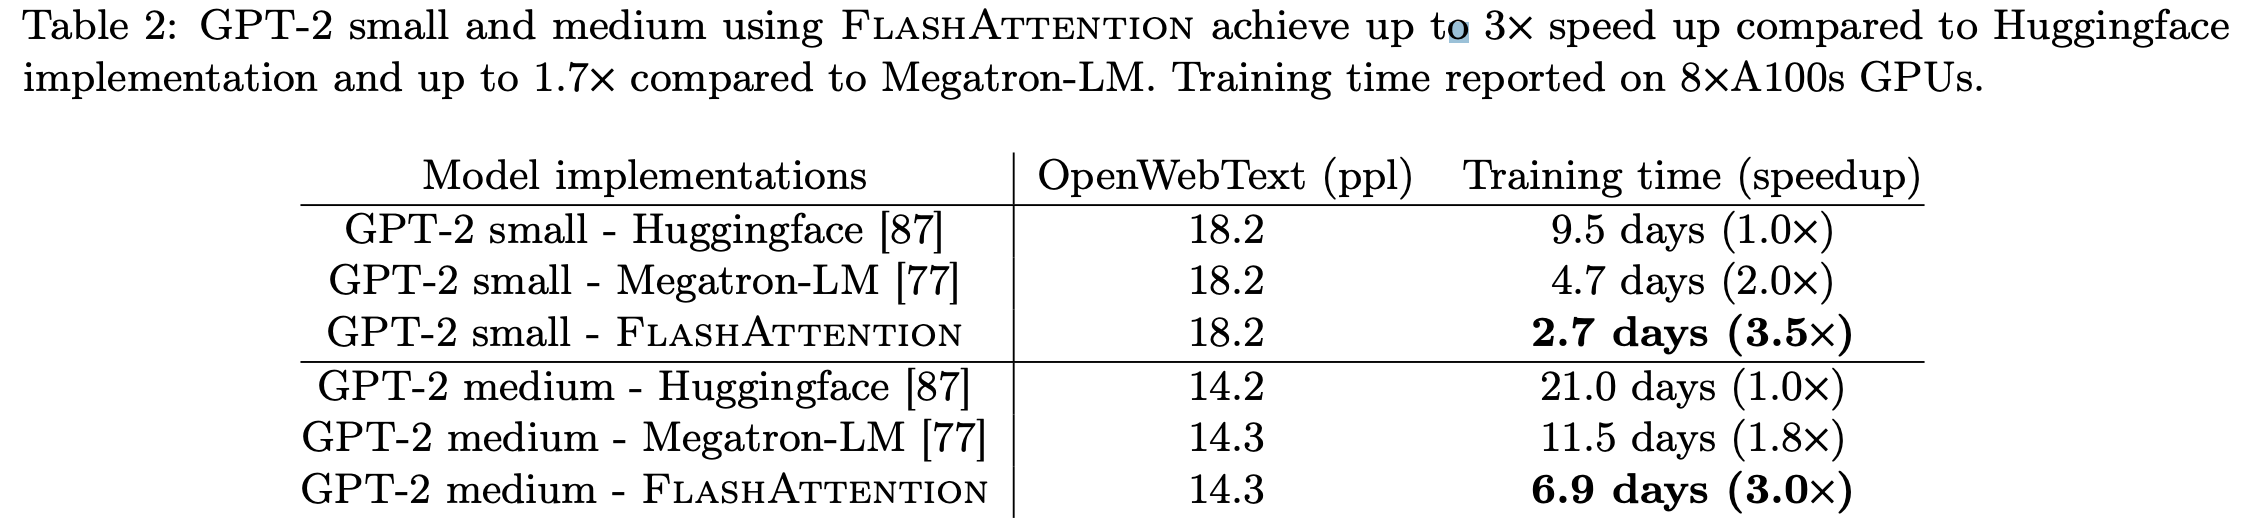 Table 2: GPT-2 small and medium using FLASHATTENTION achieve up to 3× speed up compared to Huggingface
implementation and up to 1.7× compared to Megatron-LM. Training time reported on 8×A100s GPUs.
Model implementations OpenWebText (ppl) Training time (speedup)
GPT-2 small - Huggingface [87] 18.2 9.5 days (1.0×)
GPT-2 small - Megatron-LM [77] 18.2 4.7 days (2.0×)
GPT-2 small - FLASHATTENTION 18.2 2.7 days (3.5×)
GPT-2 medium - Huggingface [87] 14.2 21.0 days (1.0×)
GPT-2 medium - Megatron-LM [77] 14.3 11.5 days (1.8×)
GPT-2 medium - FLASHATTENTION 14.3 6.9 days (3.0×)